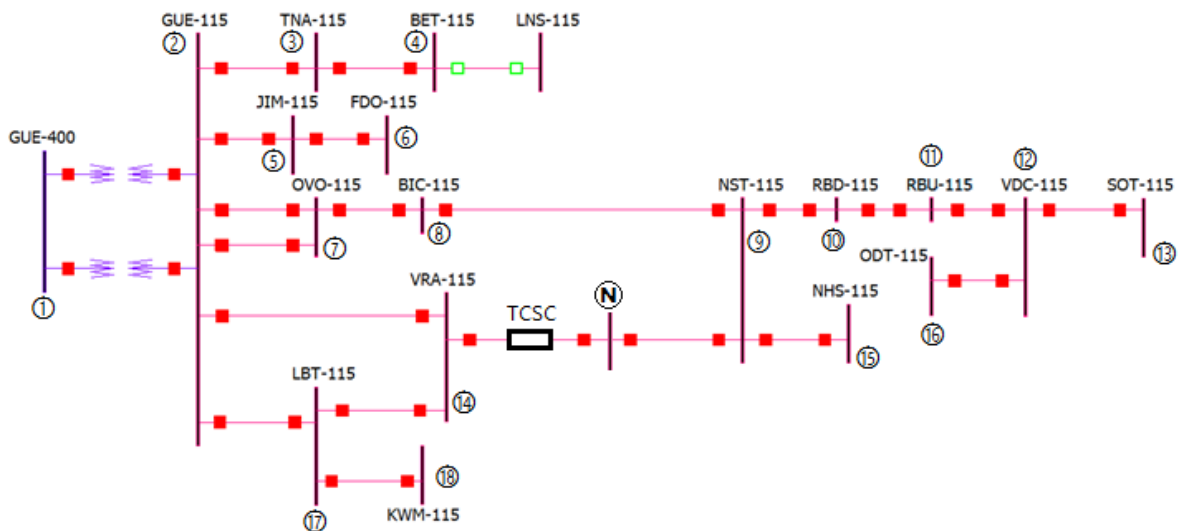 GUE-115
TNA-115
BET-115
LNS-115
②
③
④
JIM-115
FDO-115
GUE-400
⑤
⑥
⑪
⑫
OVO-115
BIC-115
NST-115
RBD-115
RBU-115
VDC-115
SOT-115
⑦
⑧
⑨
⑩
ODT-115
⑬
VRA-115
NHS-115
①
TCSC
N
⑯
⑮
LBT-115
⑭
⑱
⑰
KWM-115